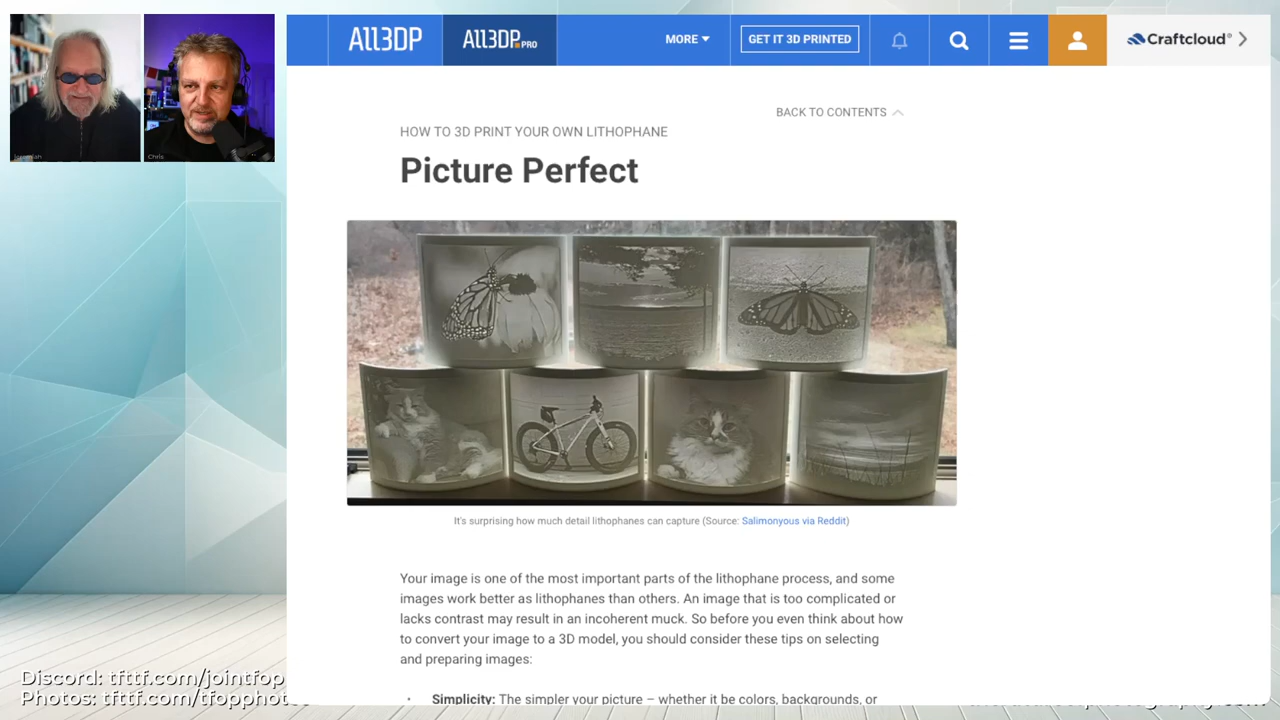 ALL3DP
ALL3DP.PRO
MORE
GET IT 3D PRINTED
Craftcloud®
BACK TO CONTENTS
HOW TO 3D PRINT YOUR OWN LITHOPHANE
Picture Perfect
It's surprising how much detail lithophanes can capture (Source: Salimonyous via Reddit)
Your image is one of the most important parts of the lithophane process, and some
images work better as lithophanes than others. An image that is too complicated or
lacks contrast may result in an incoherent muck. So before you even think about how
to convert your image to a 3D model, you should consider these tips on selecting
and preparing images:
· Simplicity: The simpler your picture – whether it be colors, backgrounds, or
Chris
Discord: tfttf.com/jointfop
Photos: tfttf.com/tfopphotos